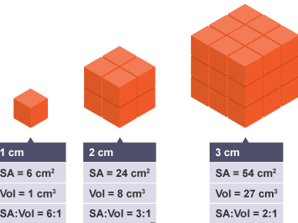 1 cm
SA = 6 cm²
Vol = 1 cm³
SA:Vol = 6:1
2 cm
SA = 24 cm²
Vol = 8 cm³
SA:Vol = 3:1
3 cm
SA = 54 cm²
Vol = 27 cm³
SA:Vol = 2:1